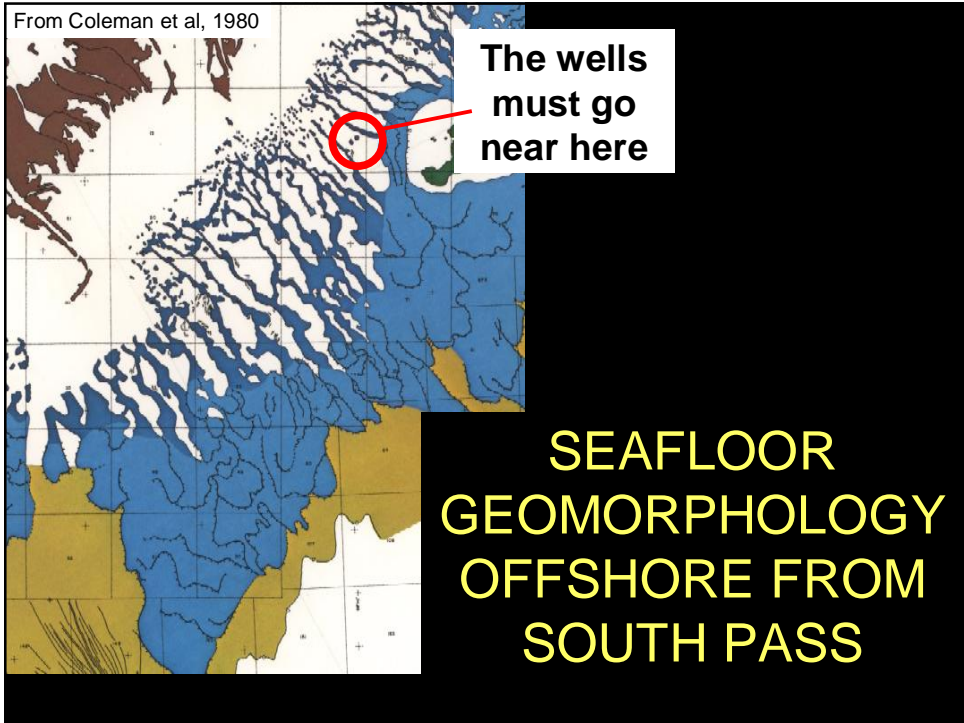 From Coleman et al, 1980
The wells
must go
near here
SEAFLOOR
GEOMORPHOLOGY
OFFSHORE FROM
SOUTH PASS